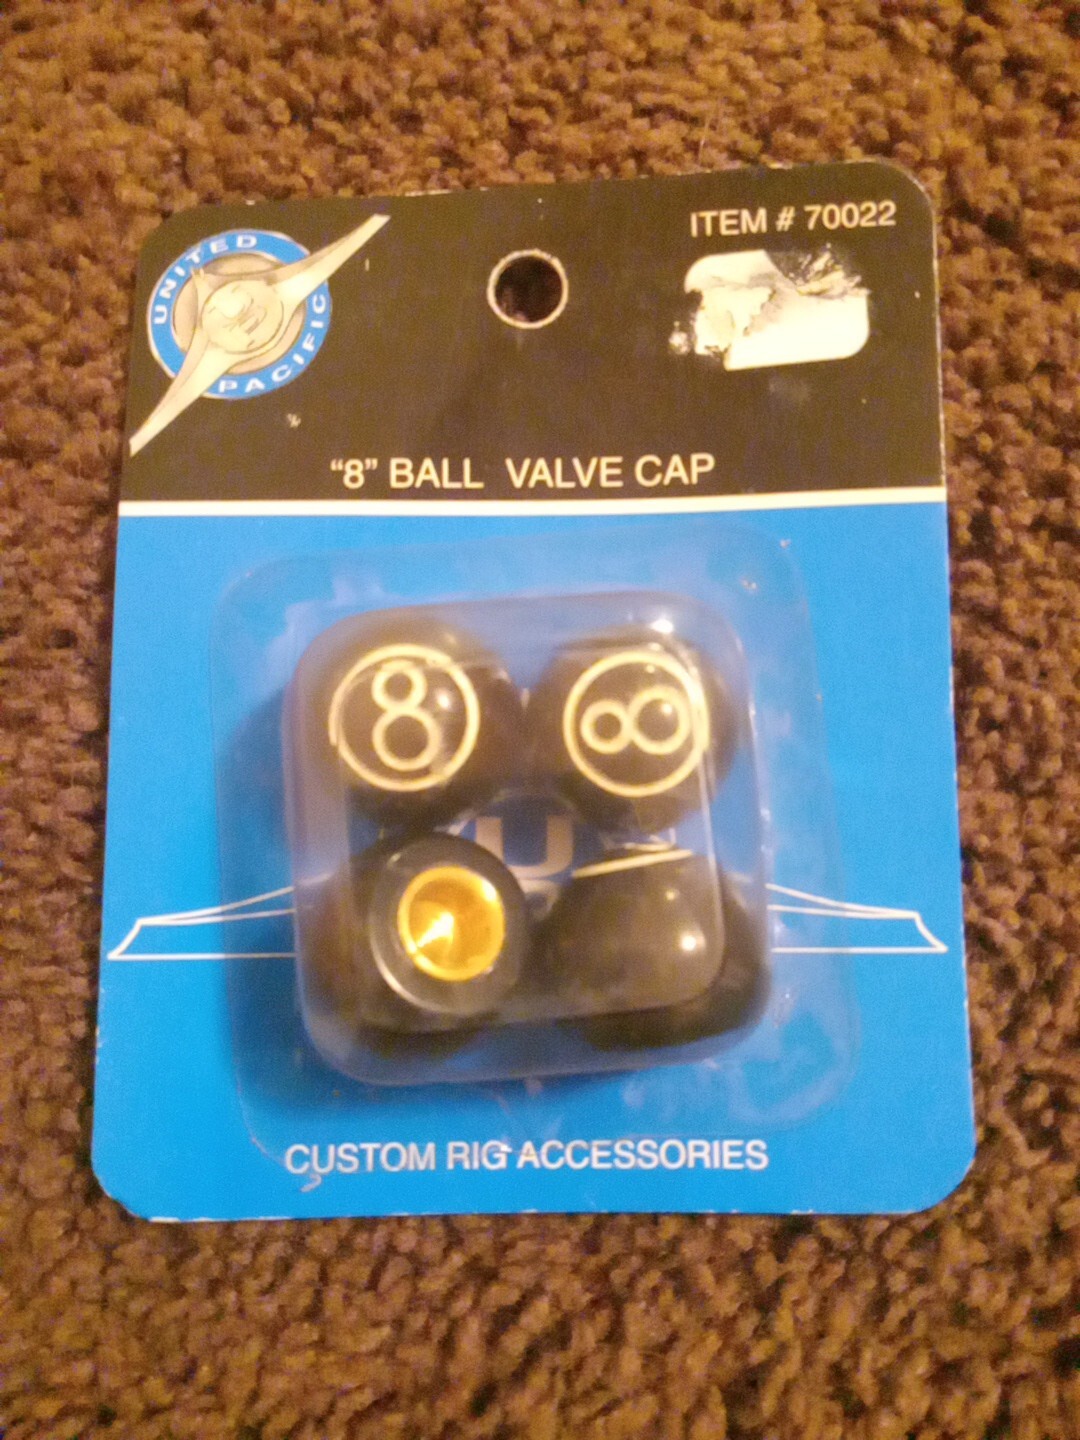 UNITED
PACIFIC
ITEM # 70022
“8” BALL VALVE CAP
8
8
U
CUSTOM RIG ACCESSORIES